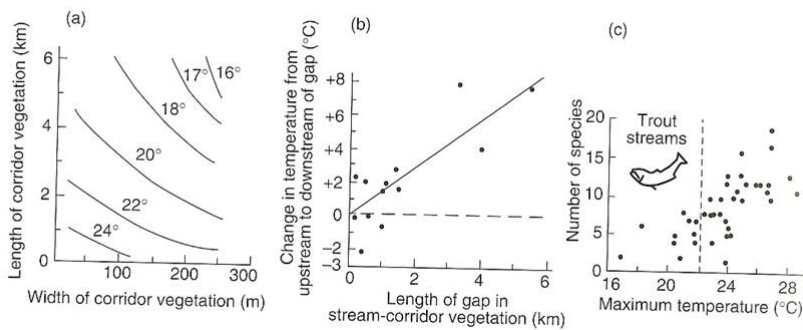 (a)
Length of corridor vegetation (km)
6
4
2
0
16°
17°
18°
20°
22°
24°
100
200
300
Width of corridor vegetation (m)
(b)
Change in temperature from
upstream to downstream of gap (°C)
+8
+6
+4
+2
0
−2
−3
0
2
4
6
Length of gap in
stream-corridor vegetation (km)
(c)
Number of species
20
15
10
5
0
Trout
streams
16
20
24
28
Maximum temperature (°C)